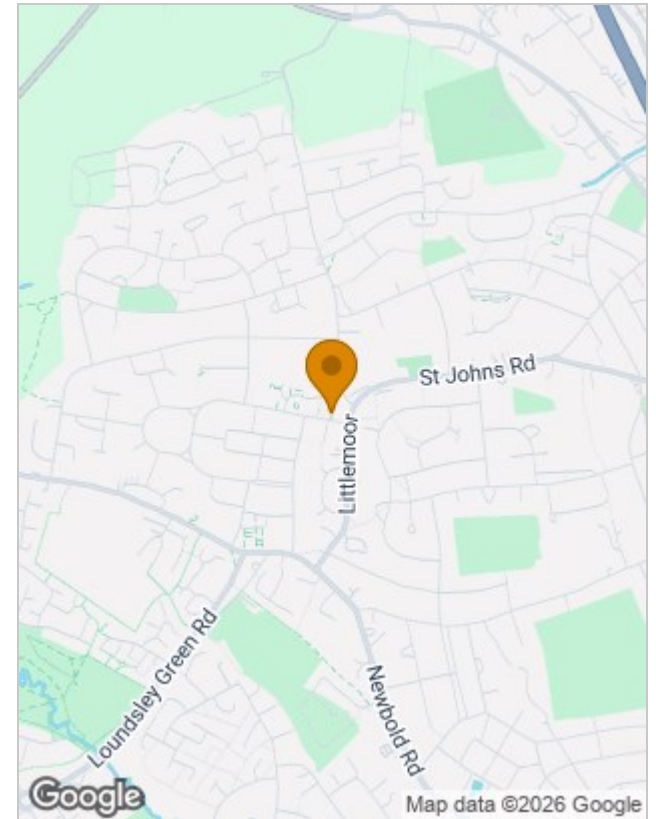 St Johns Rd
Littlemoor
Loundsley Green Rd
Newbold Rd
Google
Map data ©2026 Google